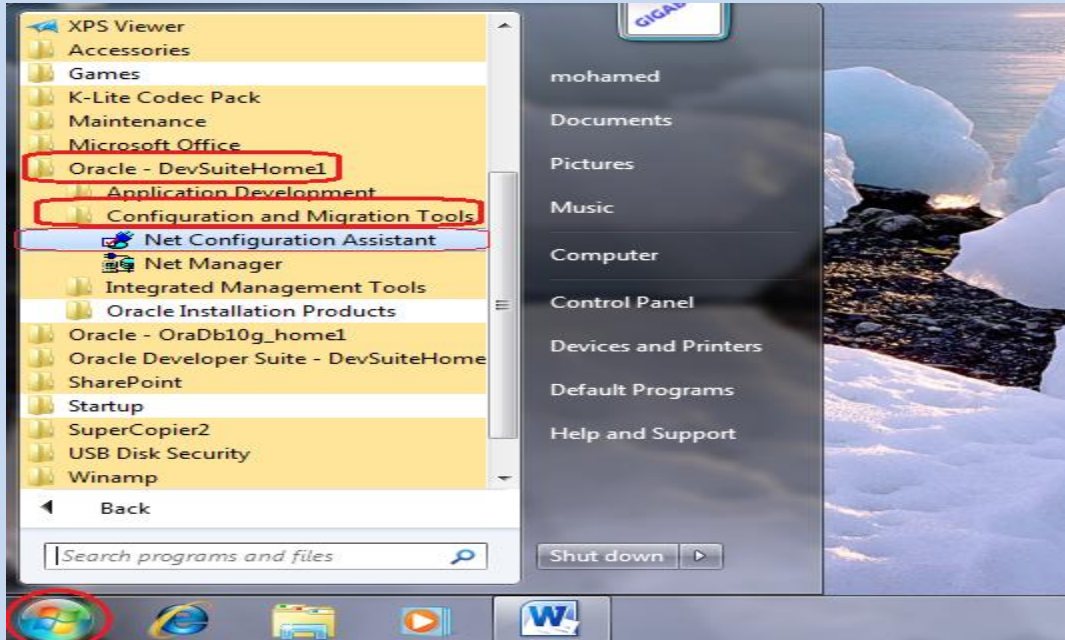 XPS Viewer
Accessories
Games
K-Lite Codec Pack
Maintenance
Microsoft Office
Oracle - DevSuiteHome1
Application Development
Configuration and Migration Tools
Net Configuration Assistant
Net Manager
Integrated Management Tools
Oracle Installation Products
Oracle - OraDb10g_home1
Oracle Developer Suite - DevSuiteHome
SharePoint
Startup
SuperCopier2
USB Disk Security
Winamp
Back
Search programs and files
mohamed
Documents
Pictures
Music
Computer
Control Panel
Devices and Printers
Default Programs
Help and Support
Shut down